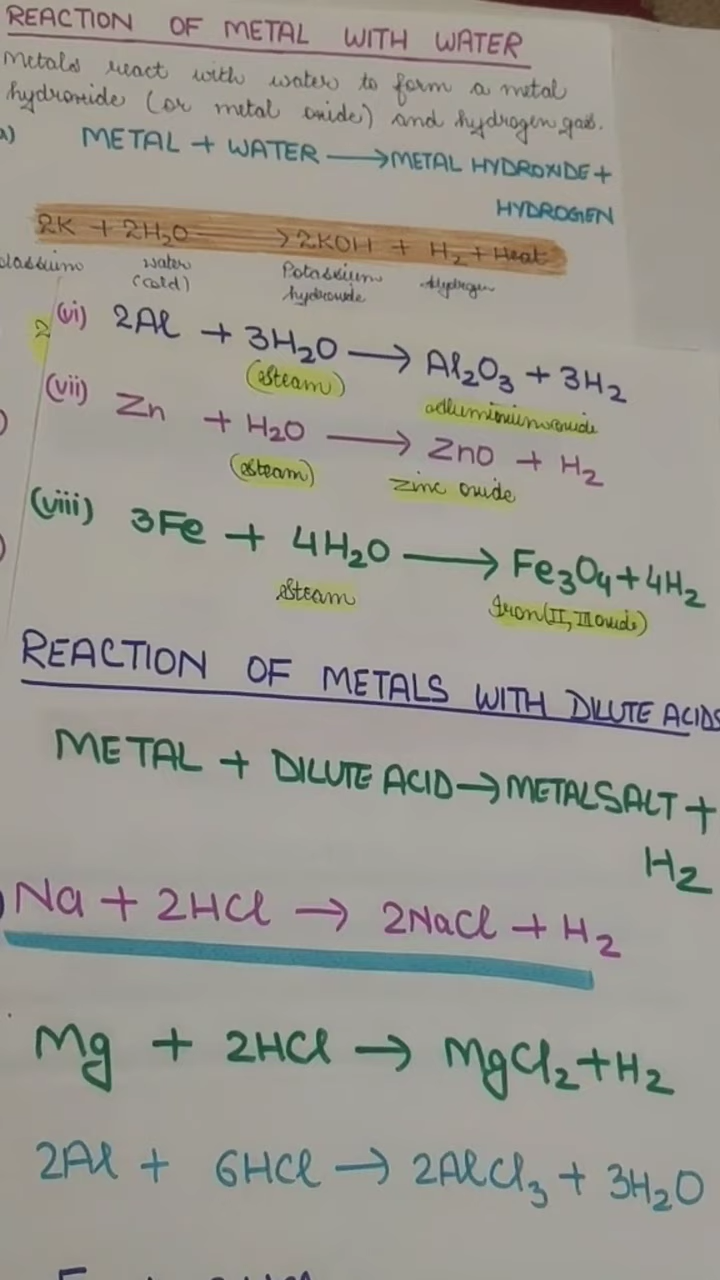 REACTION OF METAL WITH WATER
Metals react with water to form a metal
hydroxide (or metal oxide) and hydrogen gas.
a) METAL + WATER → METAL HYDROXIDE +
HYDROGEN
2K + 2H₂O → 2KOH + H₂ + Heat
water Potassium Hydrogen
(cold) hydroxide
(vi) 2Al + 3H₂O → Al₂O₃ + 3H₂
(steam)
(vii) Zn + H₂O → ZnO + H₂
(steam) Zinc oxide
(viii) 3Fe + 4H₂O → Fe₃O₄ + 4H₂
steam Iron(II, III oxide)
REACTION OF METALS WITH DILUTE ACIDS
METAL + DILUTE ACID → METAL SALT +
H₂
Na + 2HCl → 2NaCl + H₂
Mg + 2HCl → MgCl₂ + H₂
2Al + 6HCl → 2AlCl₃ + 3H₂O